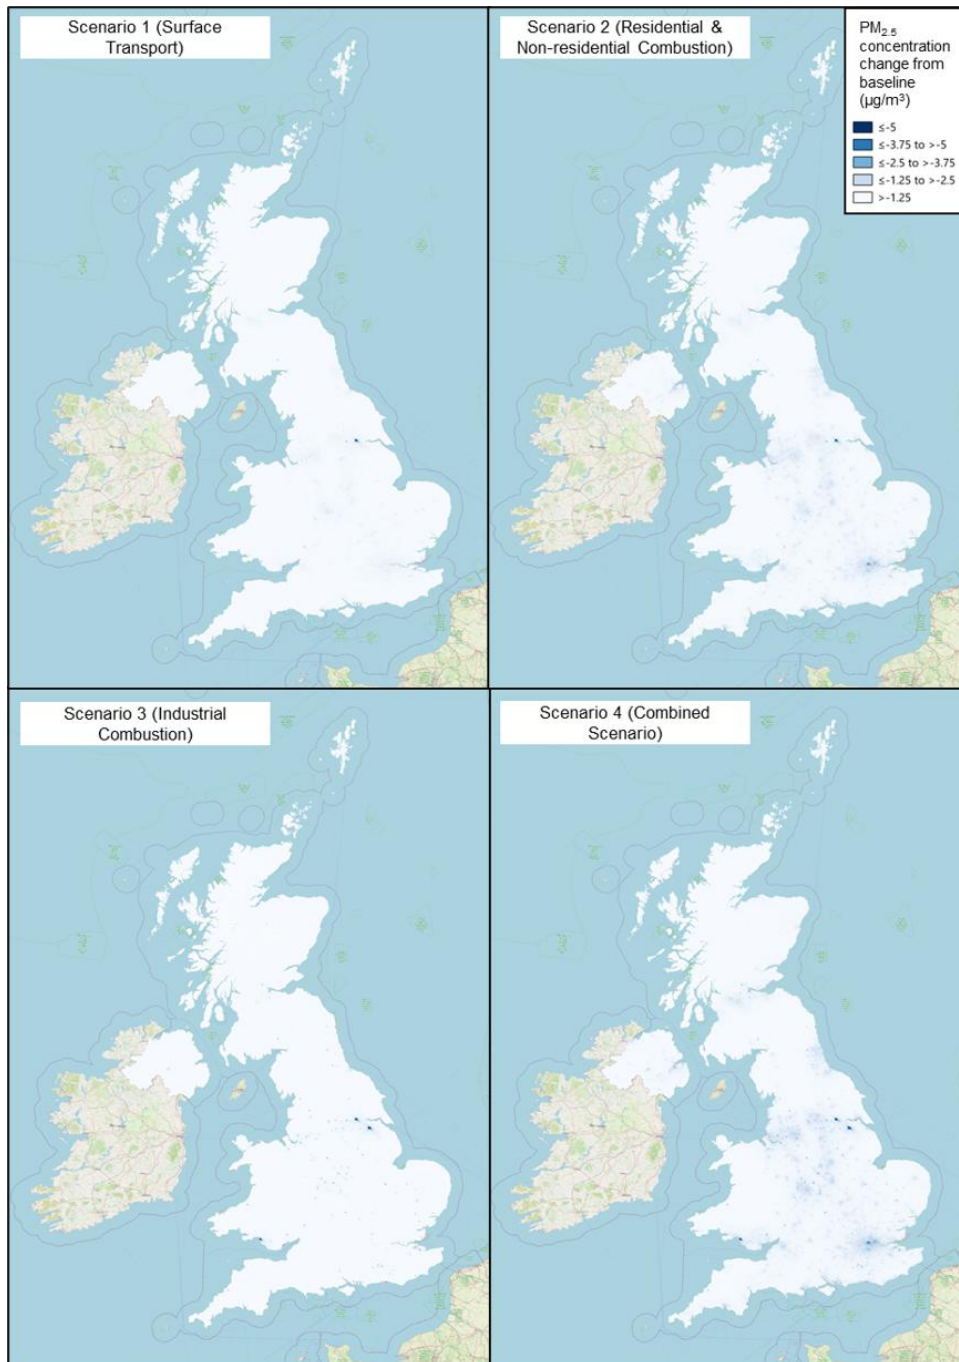 Scenario 1 (Surface
Transport)
Scenario 2 (Residential &
Non-residential Combustion)
PM2.5
concentration
change from
baseline
(µg/m³)
≤-5
≤-3.75 to >-5
≤-2.5 to >-3.75
≤-1.25 to >-2.5
>-1.25
Scenario 3 (Industrial
Combustion)
Scenario 4 (Combined
Scenario)